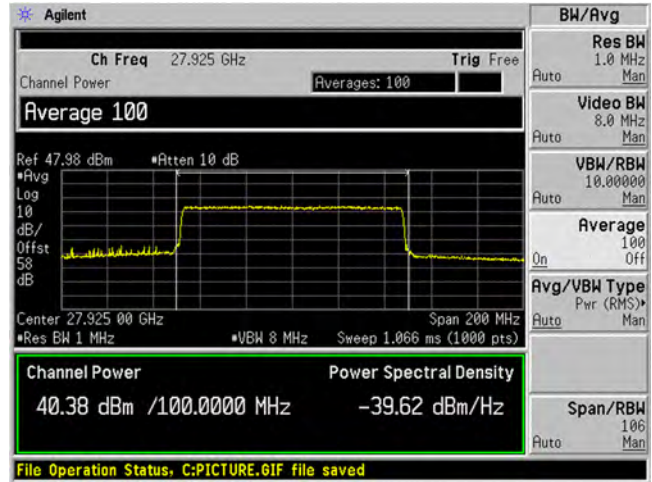 Agilent
BW/Avg
Ch Freq 27.925 GHz Trig Free
Channel Power Averages: 100
Average 100
Ref 47.98 dBm #Atten 10 dB
#Avg
Log
10
dB/
Offst
58
dB
Center 27.925 00 GHz Span 200 MHz
#Res BW 1 MHz #VBW 8 MHz Sweep 1.066 ms (1000 pts)
Channel Power Power Spectral Density
40.38 dBm /100.0000 MHz -39.62 dBm/Hz
File Operation Status, C:PICTURE.GIF file saved
Res BW
1.0 MHz
Auto Man
Video BW
8.0 MHz
Auto Man
VBW/RBW
10.00000
Auto Man
Average
100
On Off
Avg/VBW Type
Pwr (RMS)▸
Auto Man
Span/RBW
106
Auto Man